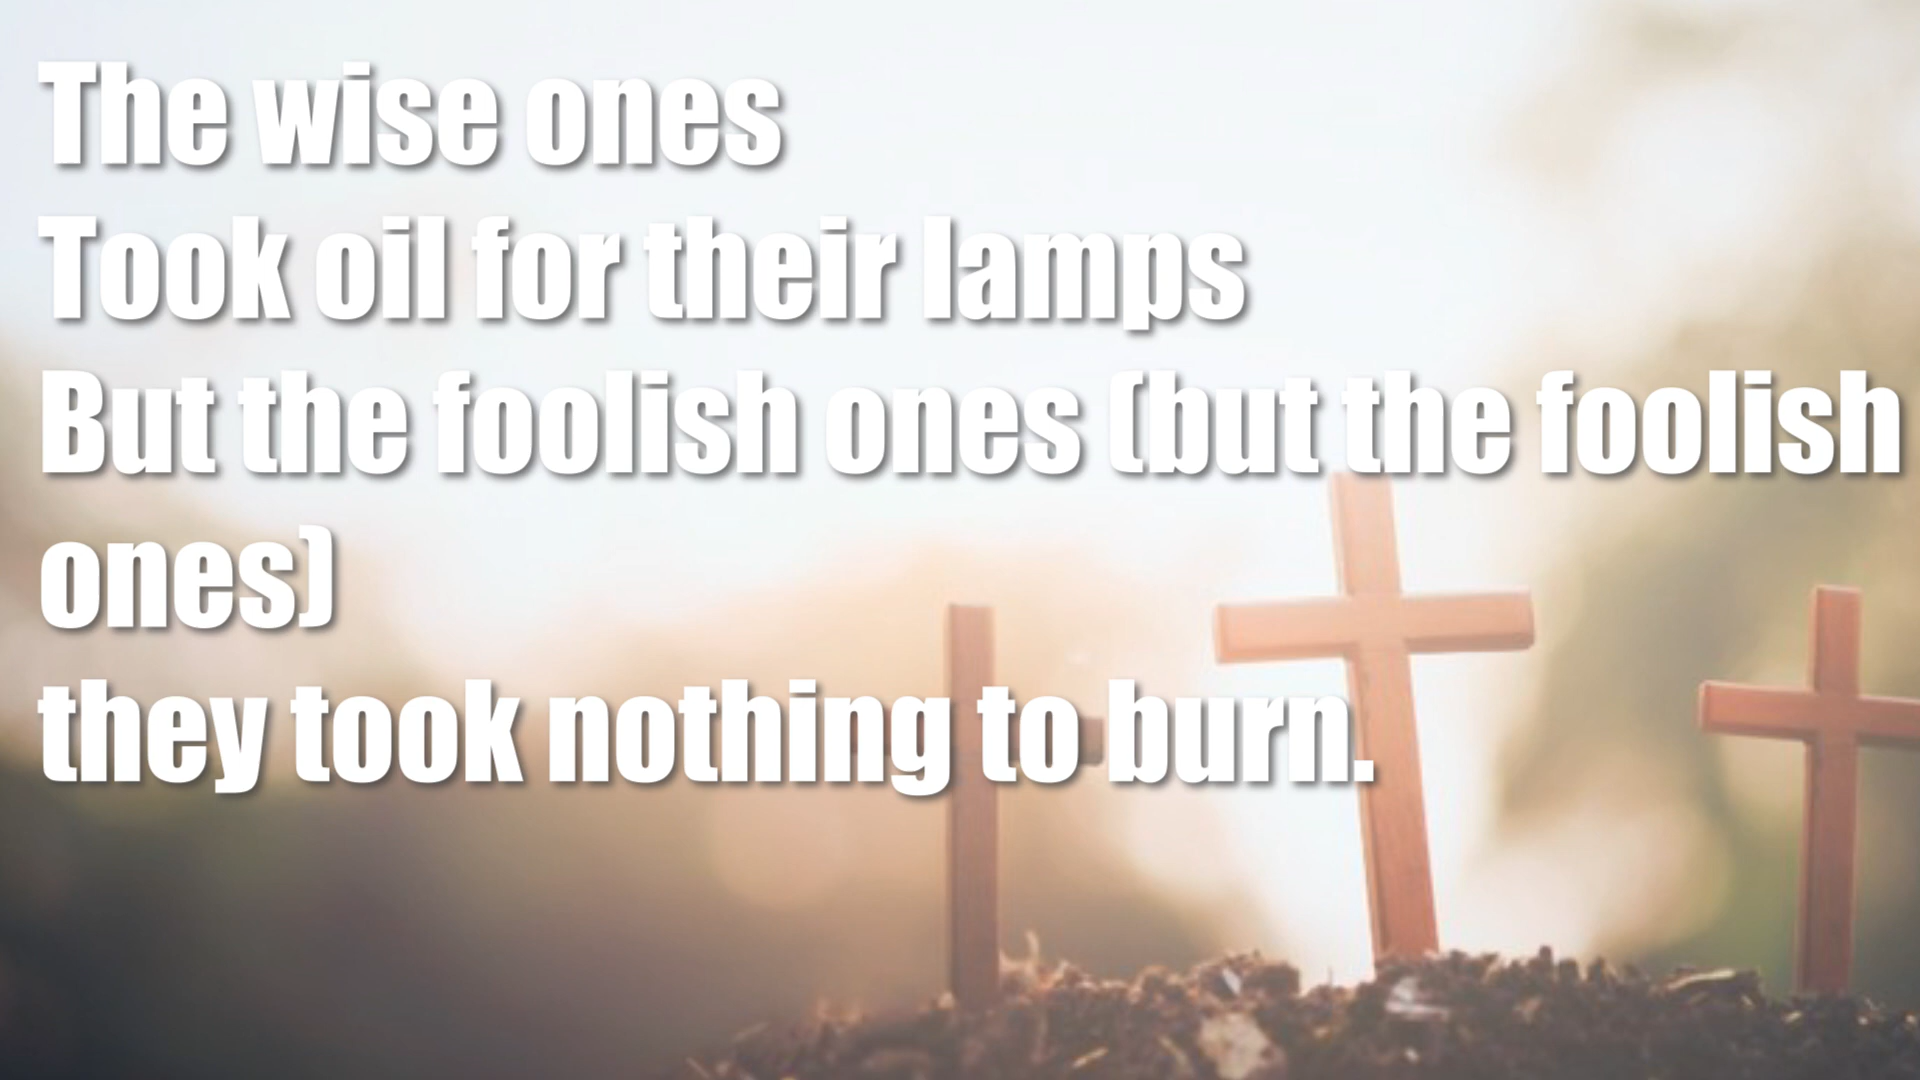 The wise ones
Took oil for their lamps
But the foolish ones (but the foolish
ones)
they took nothing to burn.